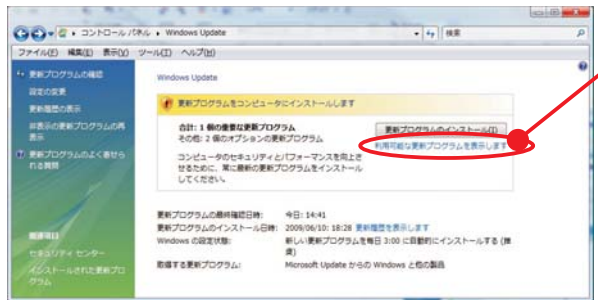 コントロール パネル ▸ Windows Update
検索
ファイル(F) 編集(E) 表示(V) ツール(T) ヘルプ(H)
更新プログラムの確認
設定の変更
更新履歴の表示
非表示の更新プログラムの再
表示
更新プログラムのよく寄せら
れる質問
関連項目
セキュリティ センター
インストールされた更新プロ
グラム
Windows Update
更新プログラムをコンピュータにインストールします
合計: 1 個の重要な更新プログラム
その他: 2 個のオプションの更新プログラム
更新プログラムのインストール(I)
利用可能な更新プログラムを表示します
コンピュータのセキュリティとパフォーマンスを向上さ
せるために、常に最新の更新プログラムをインストール
してください。
更新プログラムの最終確認日時: 今日: 14:41
更新プログラムのインストール日時: 2009/06/10: 18:28 更新履歴を表示します
Windows の設定状態: 新しい更新プログラムを毎日 3:00 に自動的にインストールする (推
奨)
取得する更新プログラム: Microsoft Update からの Windows と他の製品